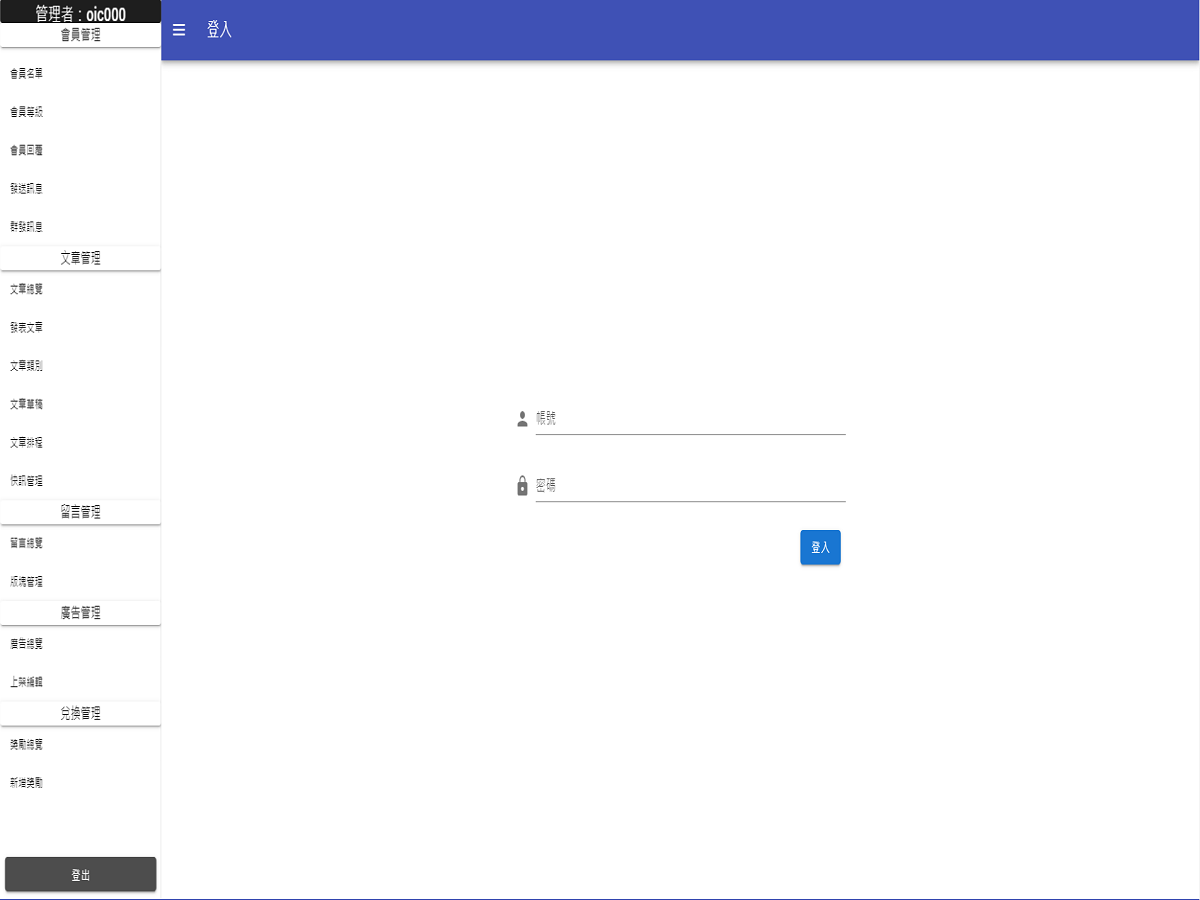 管理者：oic000
會員管理
會員名單
會員等級
會員回覆
發送訊息
群發訊息
文章管理
文章總覽
發表文章
文章類別
文章草稿
文章排程
快訊管理
留言管理
留言總覽
版塊管理
廣告管理
廣告總覽
上架編輯
兌換管理
獎勵總覽
新增獎勵
登出
登入
帳號
密碼
登入